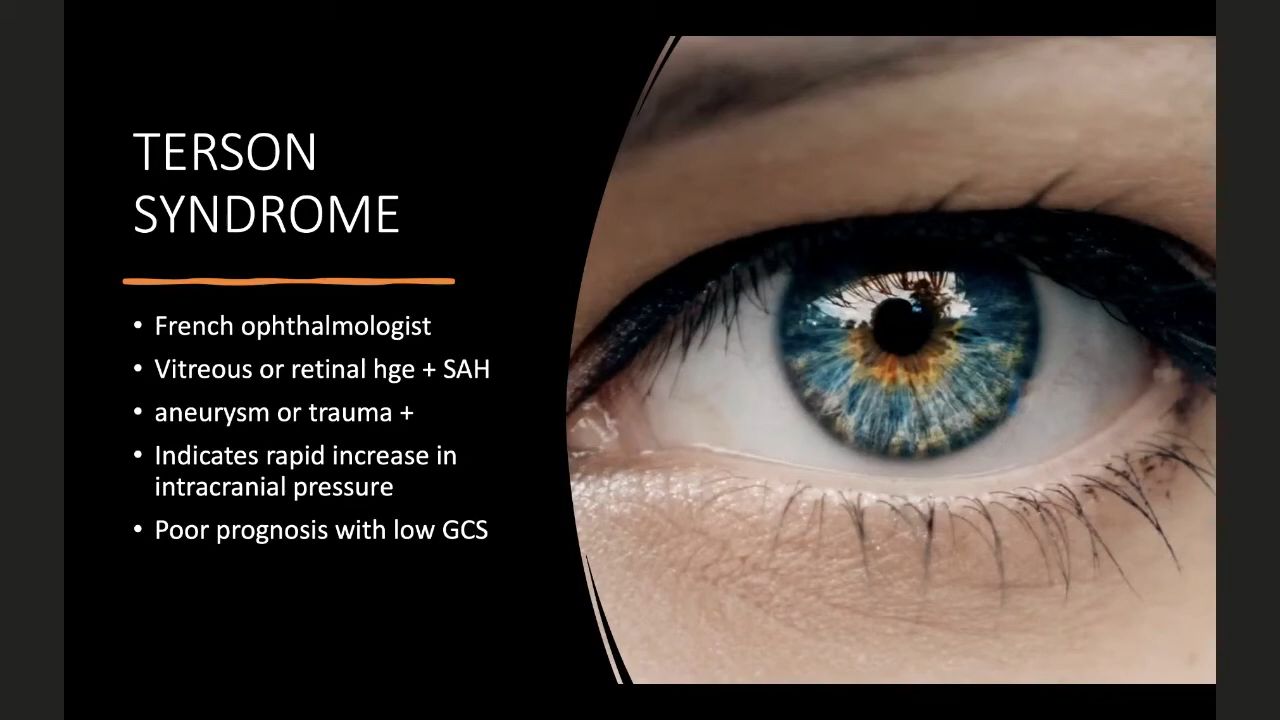 TERSON
SYNDROME
• French ophthalmologist
• Vitreous or retinal hge + SAH
• aneurysm or trauma +
• Indicates rapid increase in
intracranial pressure
• Poor prognosis with low GCS